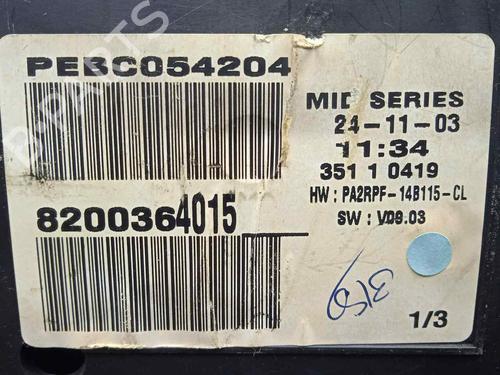 PEBC054204
MID SERIES
24-11-03
11:34
351 1 0419
HW : PA2RPF-14B115-CL
SW : V09.03
8200364015
1/3
B-PARTS